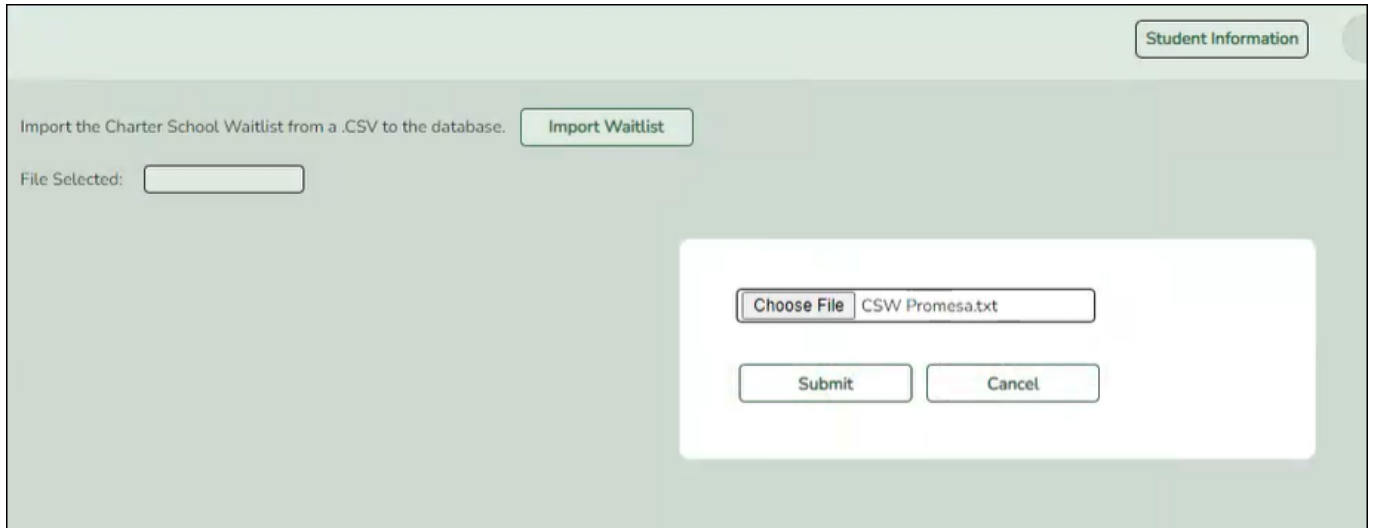 Student Information
Import the Charter School Waitlist from a .CSV to the database. Import Waitlist
File Selected:
Choose File CSW Promesa.txt
Submit Cancel